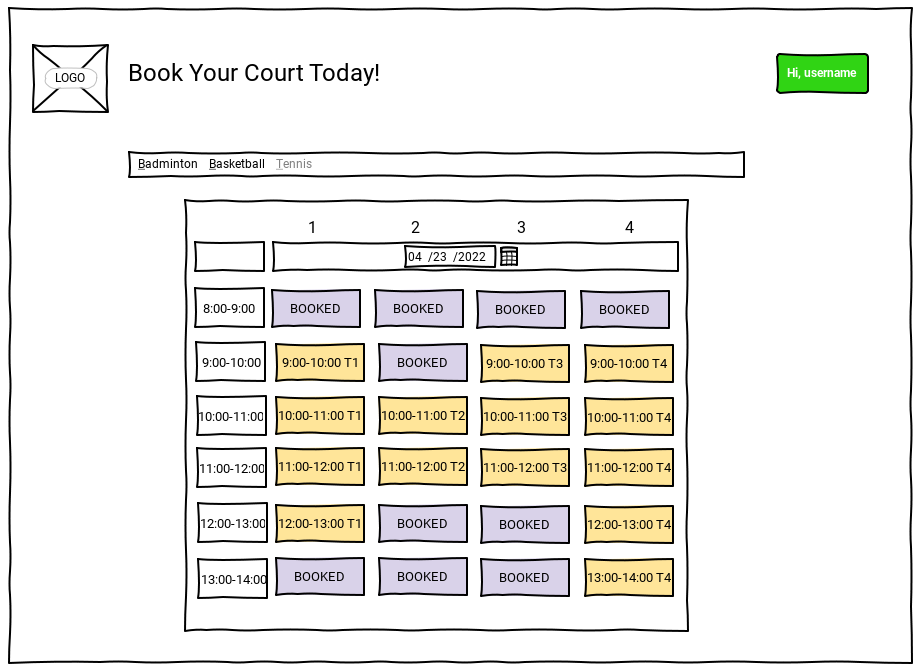 LOGO
Book Your Court Today!
Hi, username
Badminton Basketball Tennis
1 2 3 4
04 /23 /2022
8:00-9:00 BOOKED BOOKED BOOKED BOOKED
9:00-10:00 9:00-10:00 T1 BOOKED 9:00-10:00 T3 9:00-10:00 T4
10:00-11:00 10:00-11:00 T1 10:00-11:00 T2 10:00-11:00 T3 10:00-11:00 T4
11:00-12:00 11:00-12:00 T1 11:00-12:00 T2 11:00-12:00 T3 11:00-12:00 T4
12:00-13:00 12:00-13:00 T1 BOOKED BOOKED 12:00-13:00 T4
13:00-14:00 BOOKED BOOKED BOOKED 13:00-14:00 T4